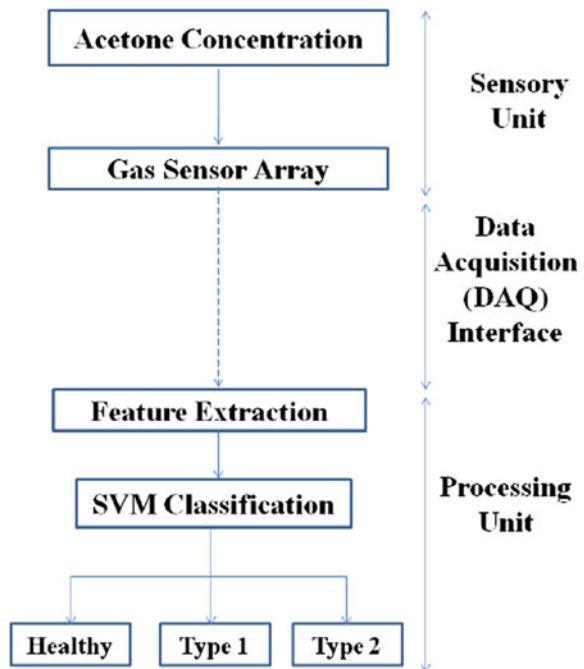 Acetone Concentration
Sensory
Unit
Gas Sensor Array
Data
Acquisition
(DAQ)
Interface
Feature Extraction
SVM Classification
Processing
Unit
Healthy
Type 1
Type 2